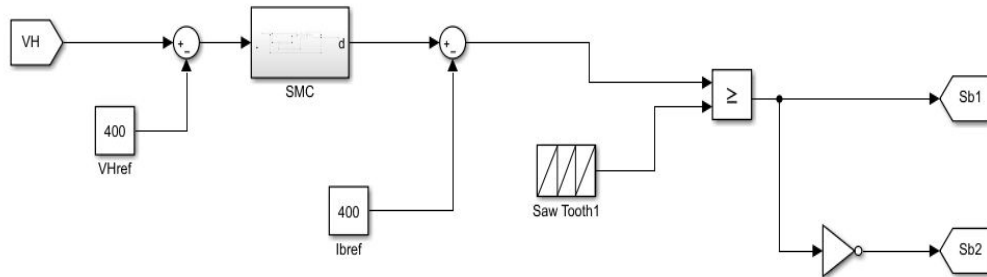 VH
+
−
d
+
−
SMC
≥
Sb1
400
VHref
400
Ibref
Saw Tooth1
Sb2